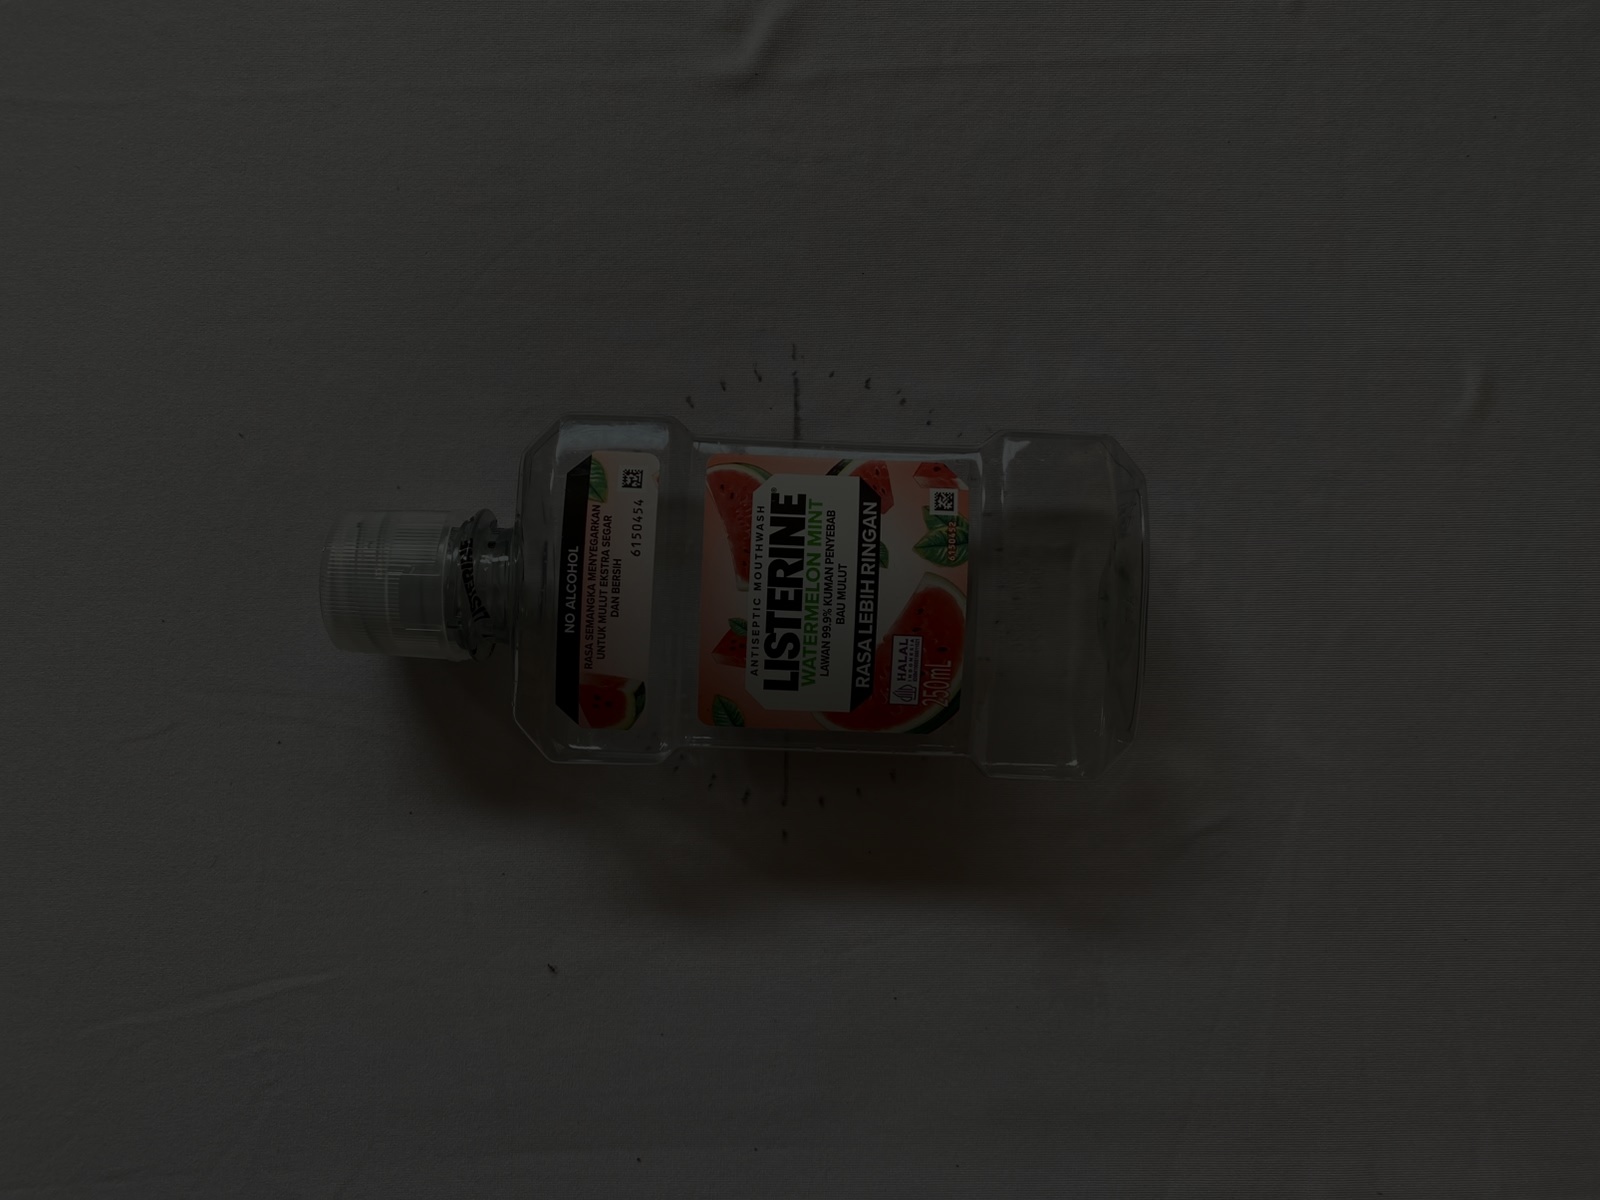 NO ALCOHOL
RASA SEMANGKA MENYEGARKAN
UNTUK MULUT EKSTRA SEGAR
DAN BERSIH
6150454
ANTISEPTIC MOUTHWASH
LISTERINE®
WATERMELON MINT
LAWAN 99.9% KUMAN PENYEBAB
BAU MULUT
RASA LEBIH RINGAN
HALAL
INDONESIA
250mL